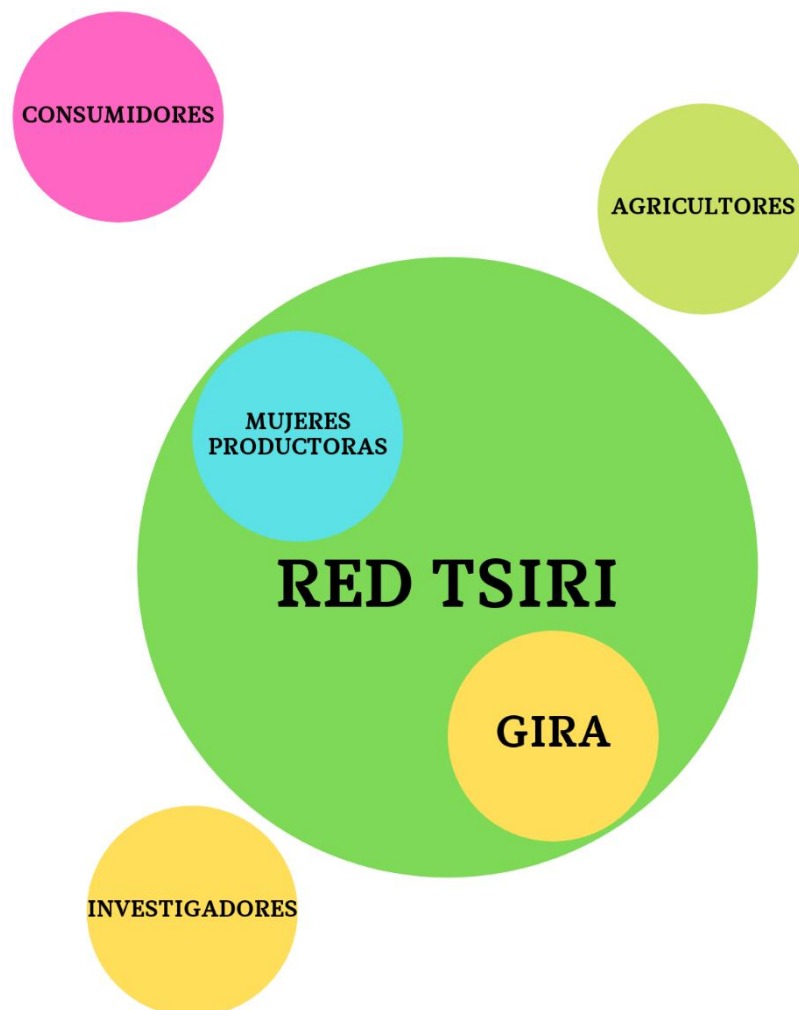 CONSUMIDORES
AGRICULTORES
MUJERES
PRODUCTORAS
RED TSIRI
GIRA
INVESTIGADORES